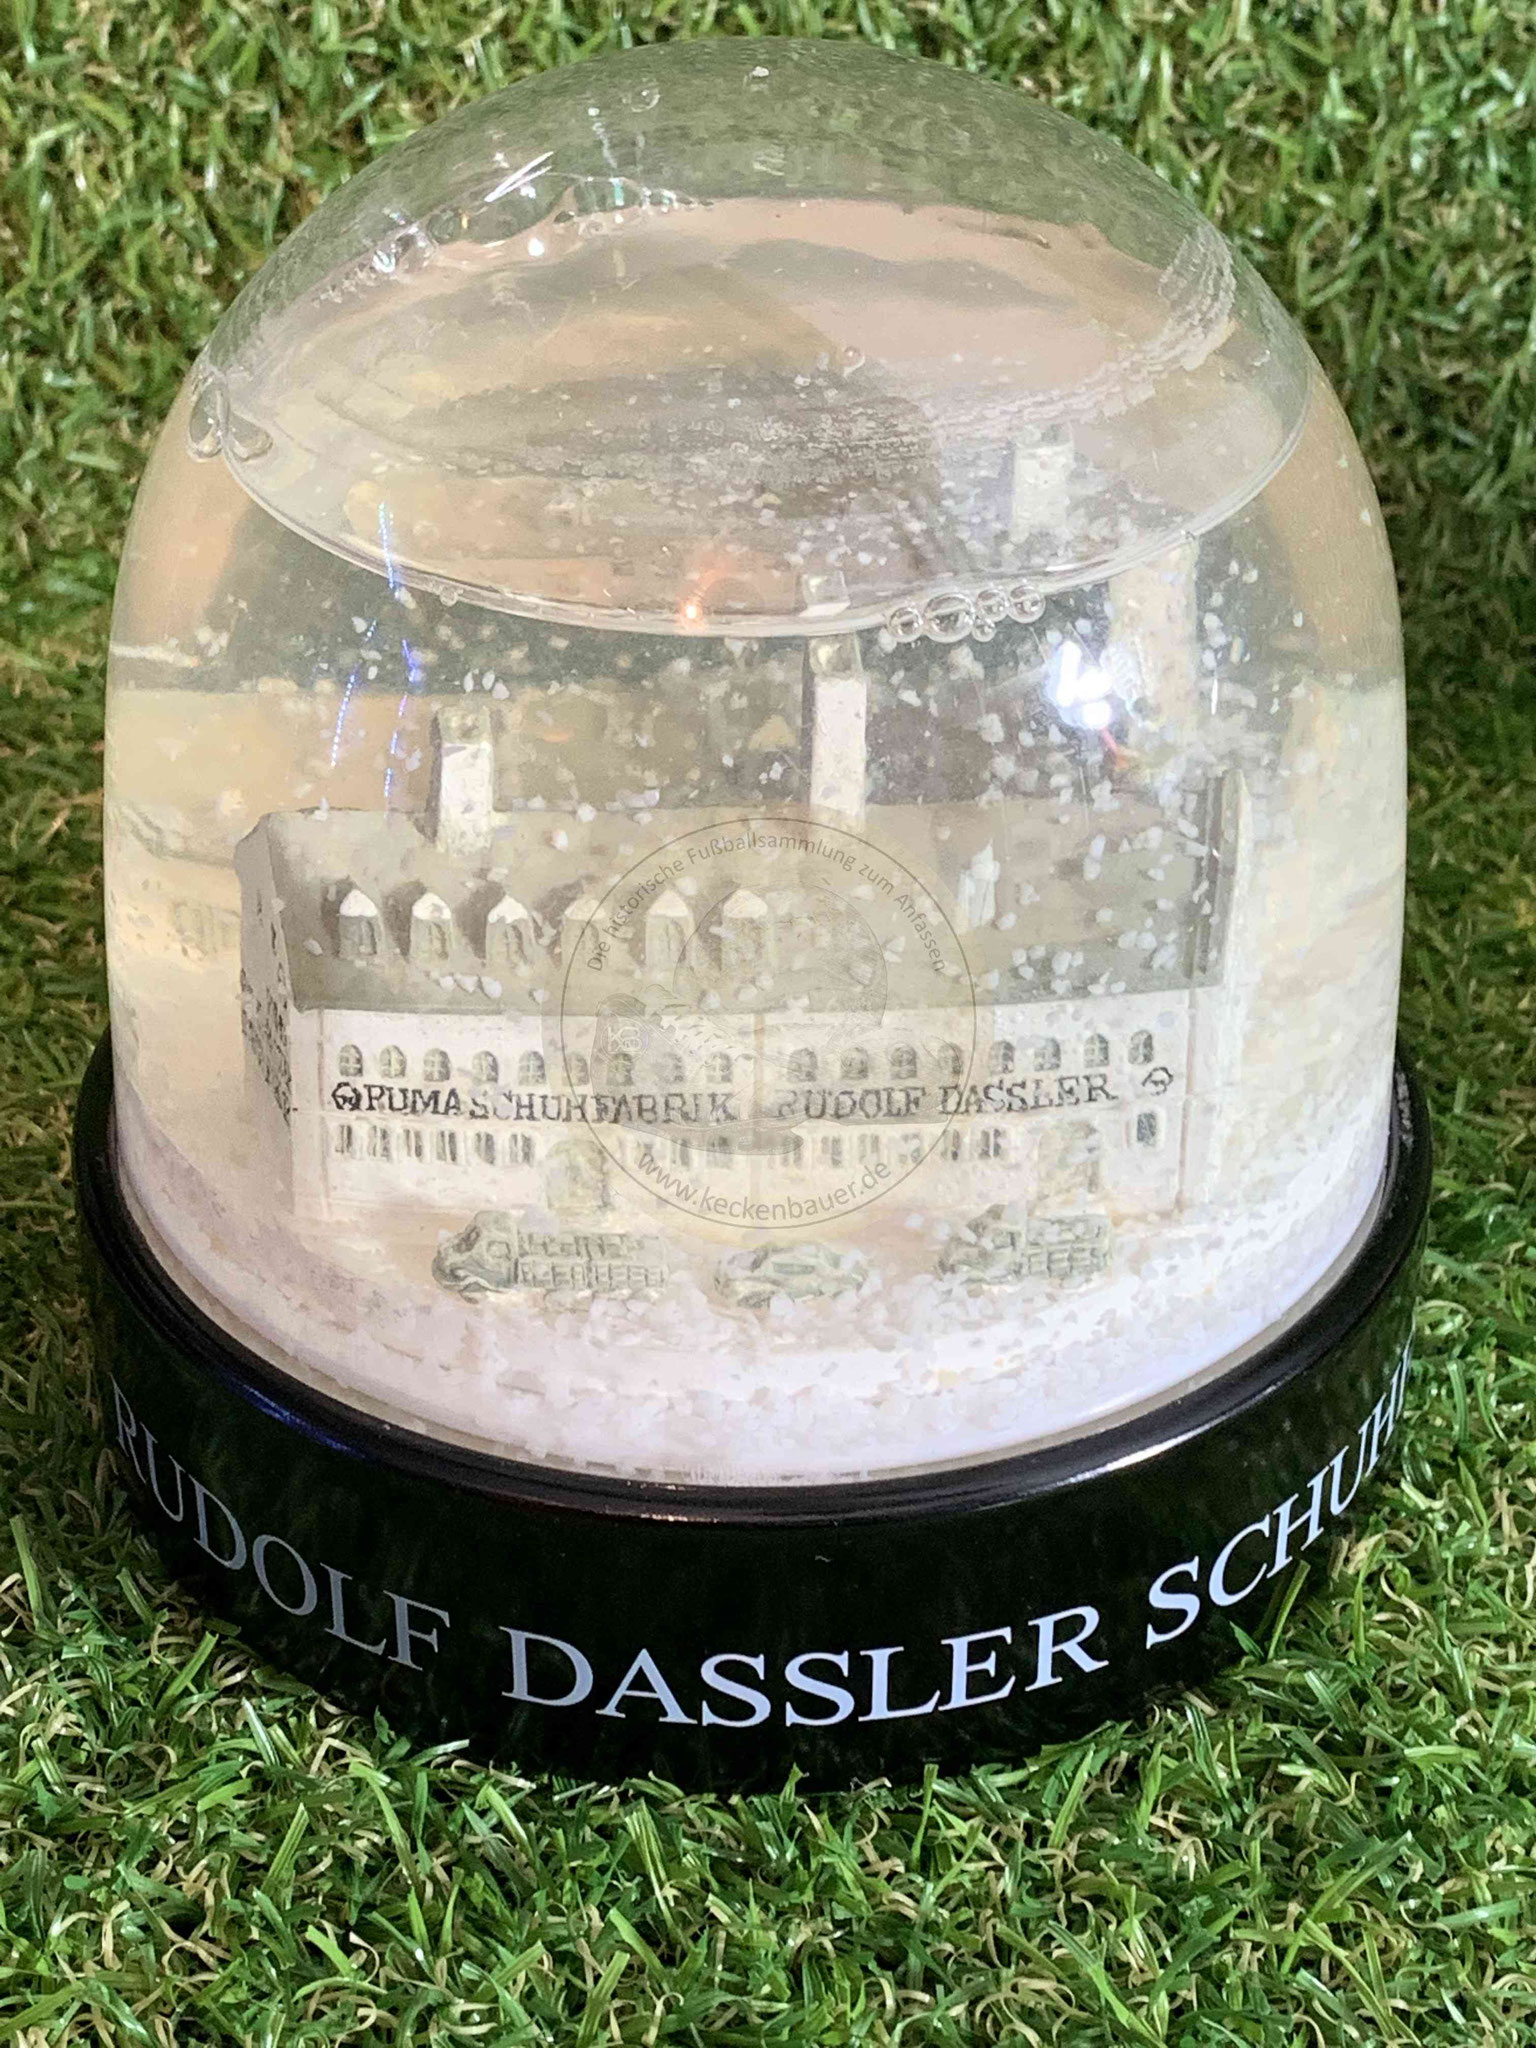 Die historische Fußballsammlung zum Anfassen
PUMA SCHUHFABRIK RUDOLF DASSLER
www.keckenbauer.de
RUDOLF DASSLER SCHUH